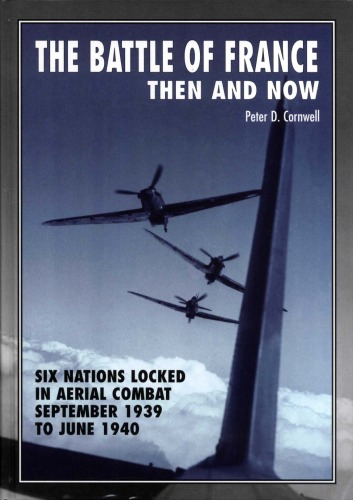 THE BATTLE OF FRANCE
THEN AND NOW
Peter D. Cornwell
SIX NATIONS LOCKED
IN AERIAL COMBAT
SEPTEMBER 1939
TO JUNE 1940